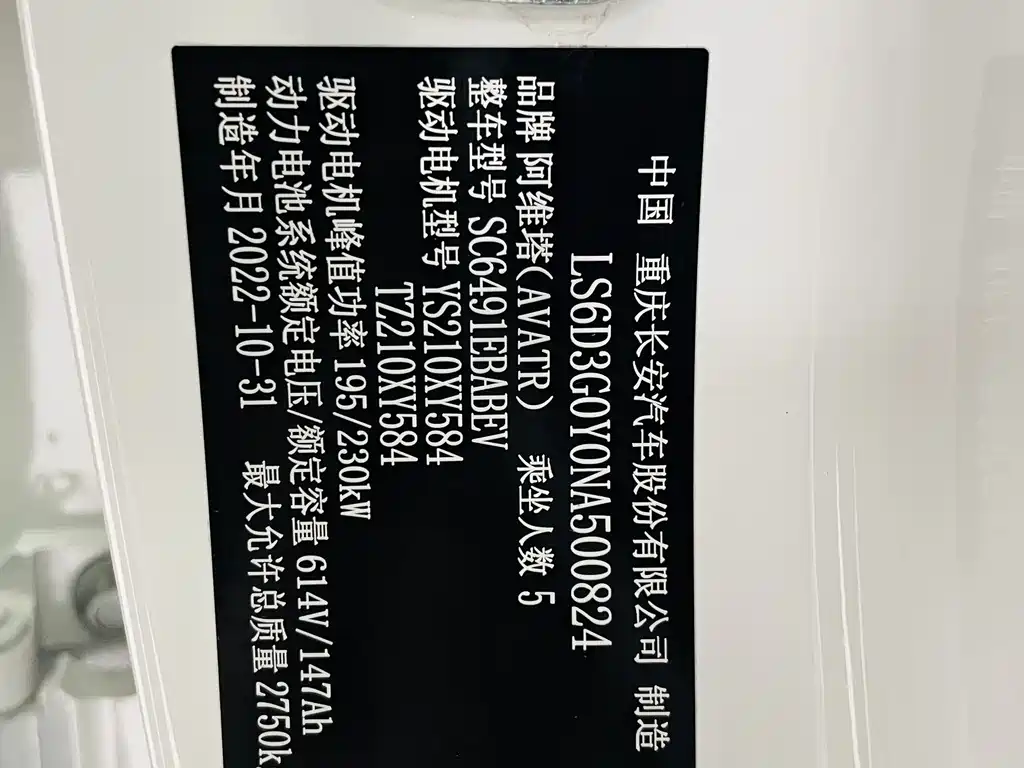 中国 重庆长安汽车股份有限公司 制造
LS6D3G0Y0NA500824
品牌 阿维塔(AVATR) 乘坐人数 5
整车型号 SC6491EBABEV
驱动电机型号 YS210XY584
TZ210XY584
驱动电机峰值功率 195/230kW
动力电池系统额定电压/额定容量 614V/147Ah
制造年月 2022-10-31 最大允许总质量 2750k